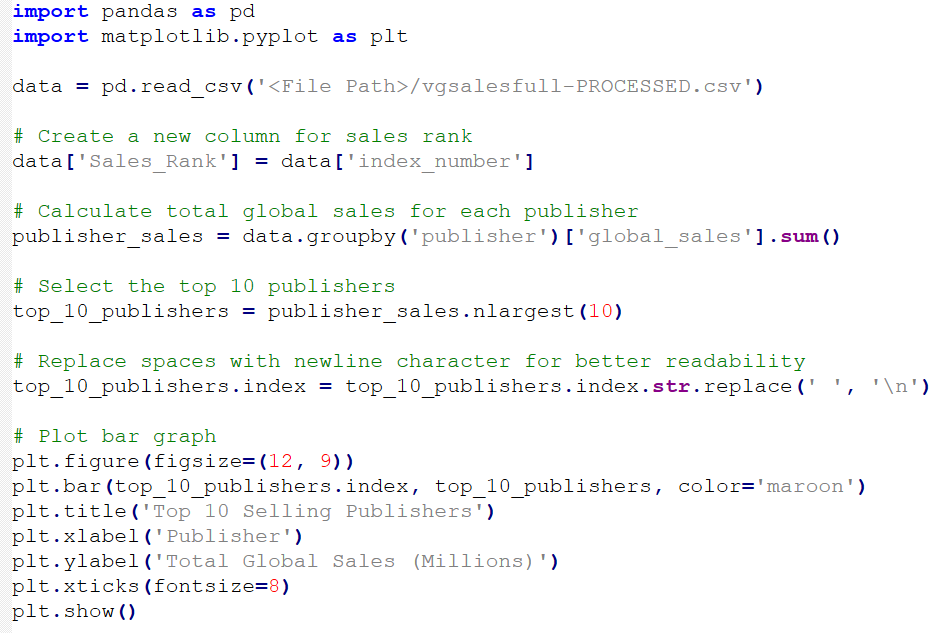 import pandas as pd
import matplotlib.pyplot as plt

data = pd.read_csv('<File Path>/vgsalesfull-PROCESSED.csv')

# Create a new column for sales rank
data['Sales_Rank'] = data['index_number']

# Calculate total global sales for each publisher
publisher_sales = data.groupby('publisher')['global_sales'].sum()

# Select the top 10 publishers
top_10_publishers = publisher_sales.nlargest(10)

# Replace spaces with newline character for better readability
top_10_publishers.index = top_10_publishers.index.str.replace(' ', '\n')

# Plot bar graph
plt.figure(figsize=(12, 9))
plt.bar(top_10_publishers.index, top_10_publishers, color='maroon')
plt.title('Top 10 Selling Publishers')
plt.xlabel('Publisher')
plt.ylabel('Total Global Sales (Millions)')
plt.xticks(fontsize=8)
plt.show()